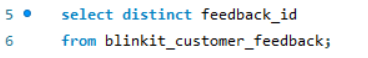 5 select distinct feedback_id
6 from blinkit_customer_feedback;